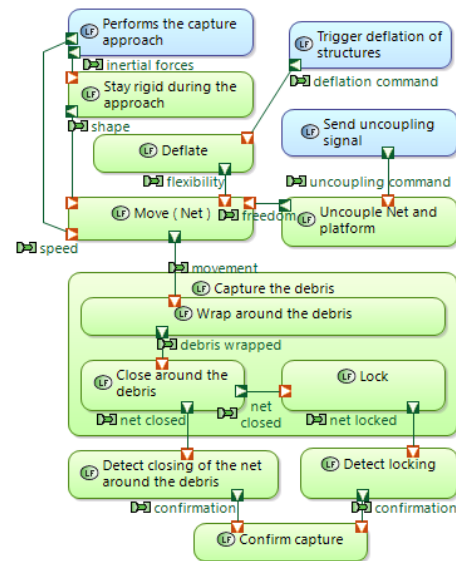 LF Performs the capture
approach
LF Trigger deflation of
structures
inertial forces
deflation command
LF Stay rigid during the
approach
shape
LF Send uncoupling
signal
LF Deflate
flexibility
uncoupling command
LF Move ( Net )
freedom
LF Uncouple Net and
platform
speed
movement
LF Capture the debris
LF Wrap around the debris
debris wrapped
LF Close around the
debris
LF Lock
net closed
net
closed
net locked
LF Detect closing of the net
around the debris
LF Detect locking
confirmation
confirmation
LF Confirm capture